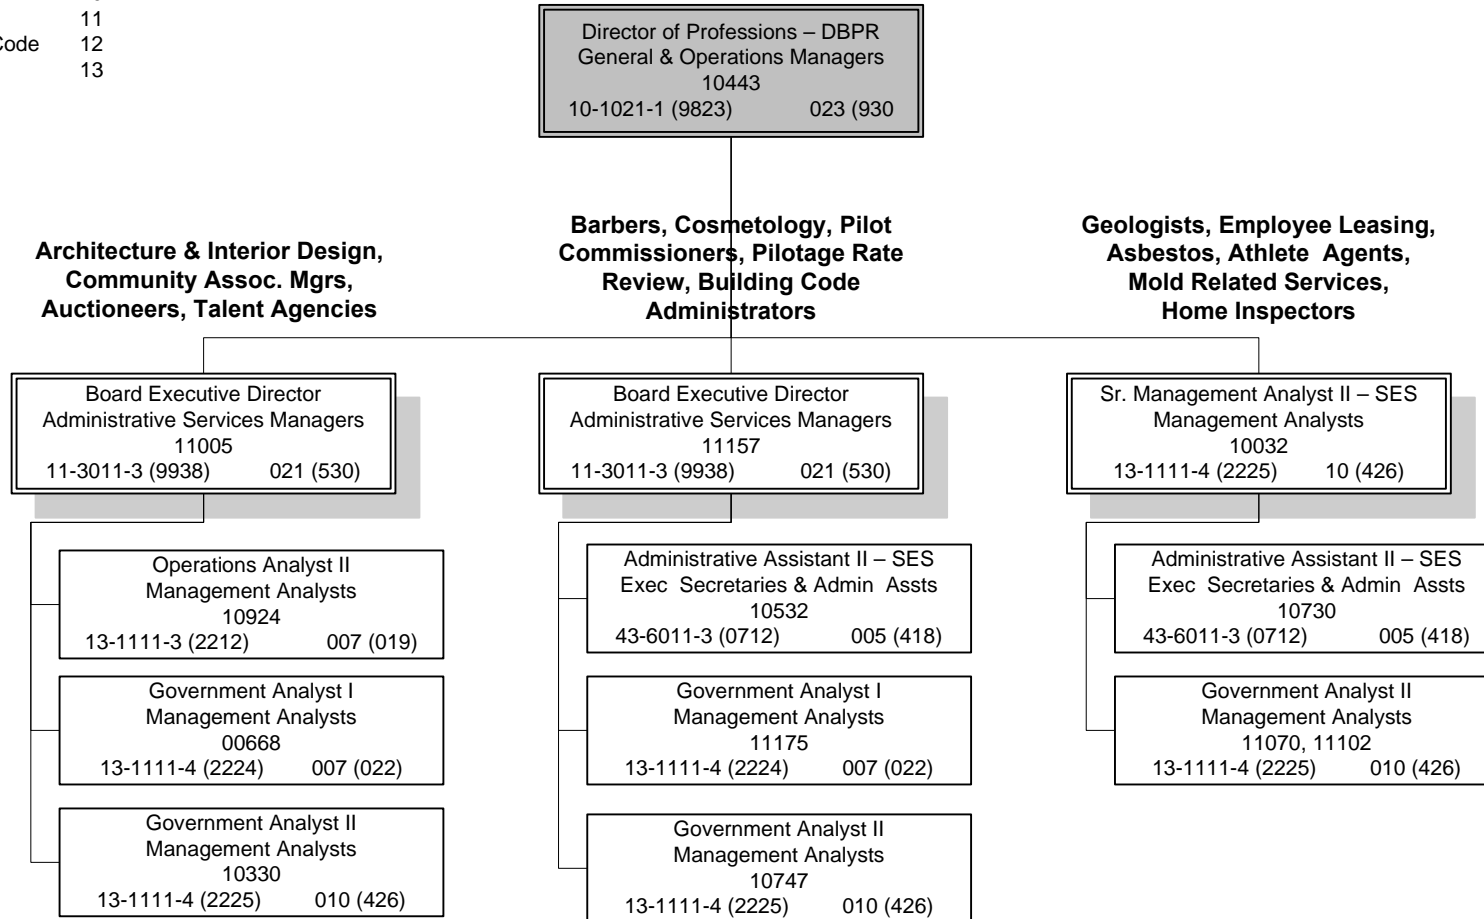 11
Code 12
13
Director of Professions – DBPR
General & Operations Managers
10443
10-1021-1 (9823) 023 (930
Architecture & Interior Design,
Community Assoc. Mgrs,
Auctioneers, Talent Agencies
Barbers, Cosmetology, Pilot
Commissioners, Pilotage Rate
Review, Building Code
Administrators
Geologists, Employee Leasing,
Asbestos, Athlete Agents,
Mold Related Services,
Home Inspectors
Board Executive Director
Administrative Services Managers
11005
11-3011-3 (9938) 021 (530)
Board Executive Director
Administrative Services Managers
11157
11-3011-3 (9938) 021 (530)
Sr. Management Analyst II – SES
Management Analysts
10032
13-1111-4 (2225) 10 (426)
Operations Analyst II
Management Analysts
10924
13-1111-3 (2212) 007 (019)
Administrative Assistant II – SES
Exec Secretaries & Admin Assts
10532
43-6011-3 (0712) 005 (418)
Administrative Assistant II – SES
Exec Secretaries & Admin Assts
10730
43-6011-3 (0712) 005 (418)
Government Analyst I
Management Analysts
00668
13-1111-4 (2224) 007 (022)
Government Analyst I
Management Analysts
11175
13-1111-4 (2224) 007 (022)
Government Analyst II
Management Analysts
11070, 11102
13-1111-4 (2225) 010 (426)
Government Analyst II
Management Analysts
10330
13-1111-4 (2225) 010 (426)
Government Analyst II
Management Analysts
10747
13-1111-4 (2225) 010 (426)